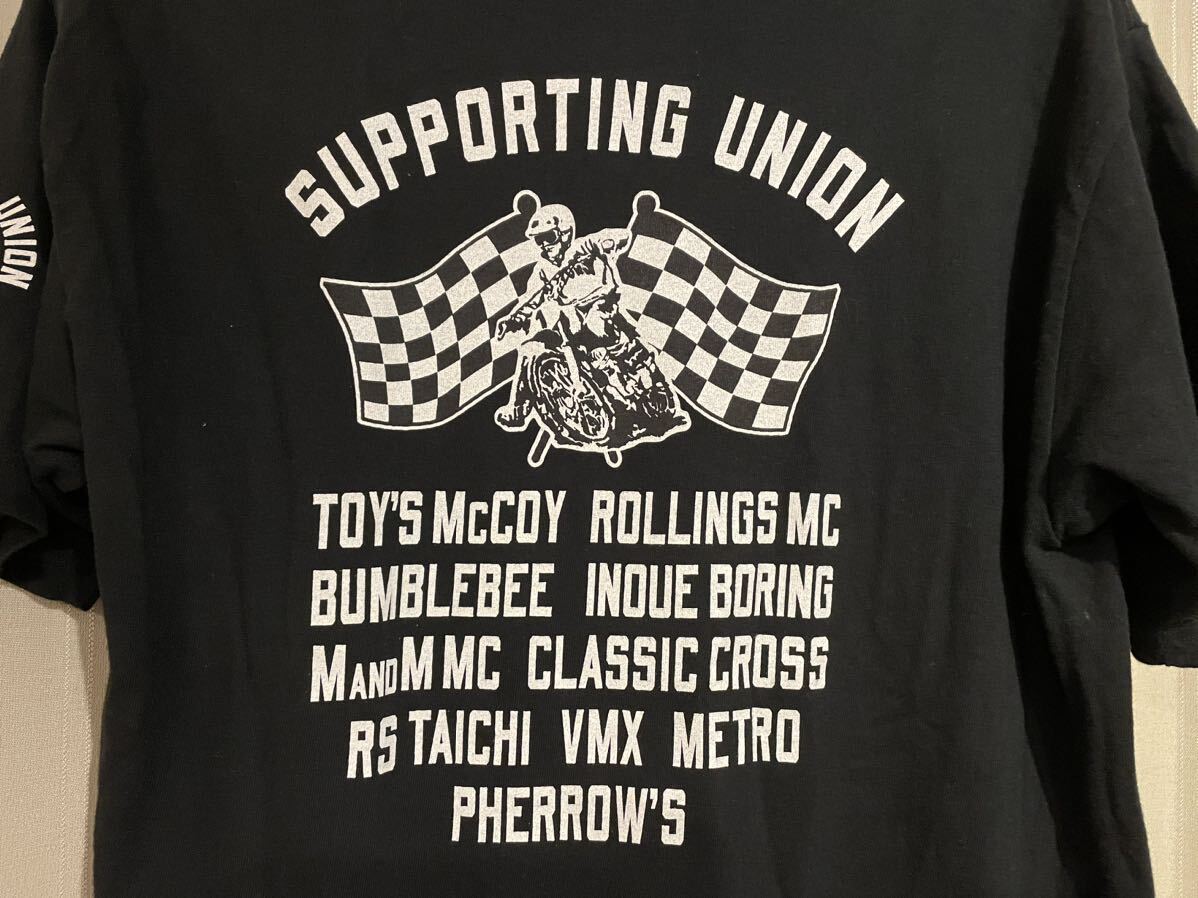 SUPPORTING UNION
UNION
TOY'S McCOY ROLLINGS MC
BUMBLEBEE INOUE BORING
MANDM MC CLASSIC CROSS
RS TAICHI VMX METRO
PHERROW'S